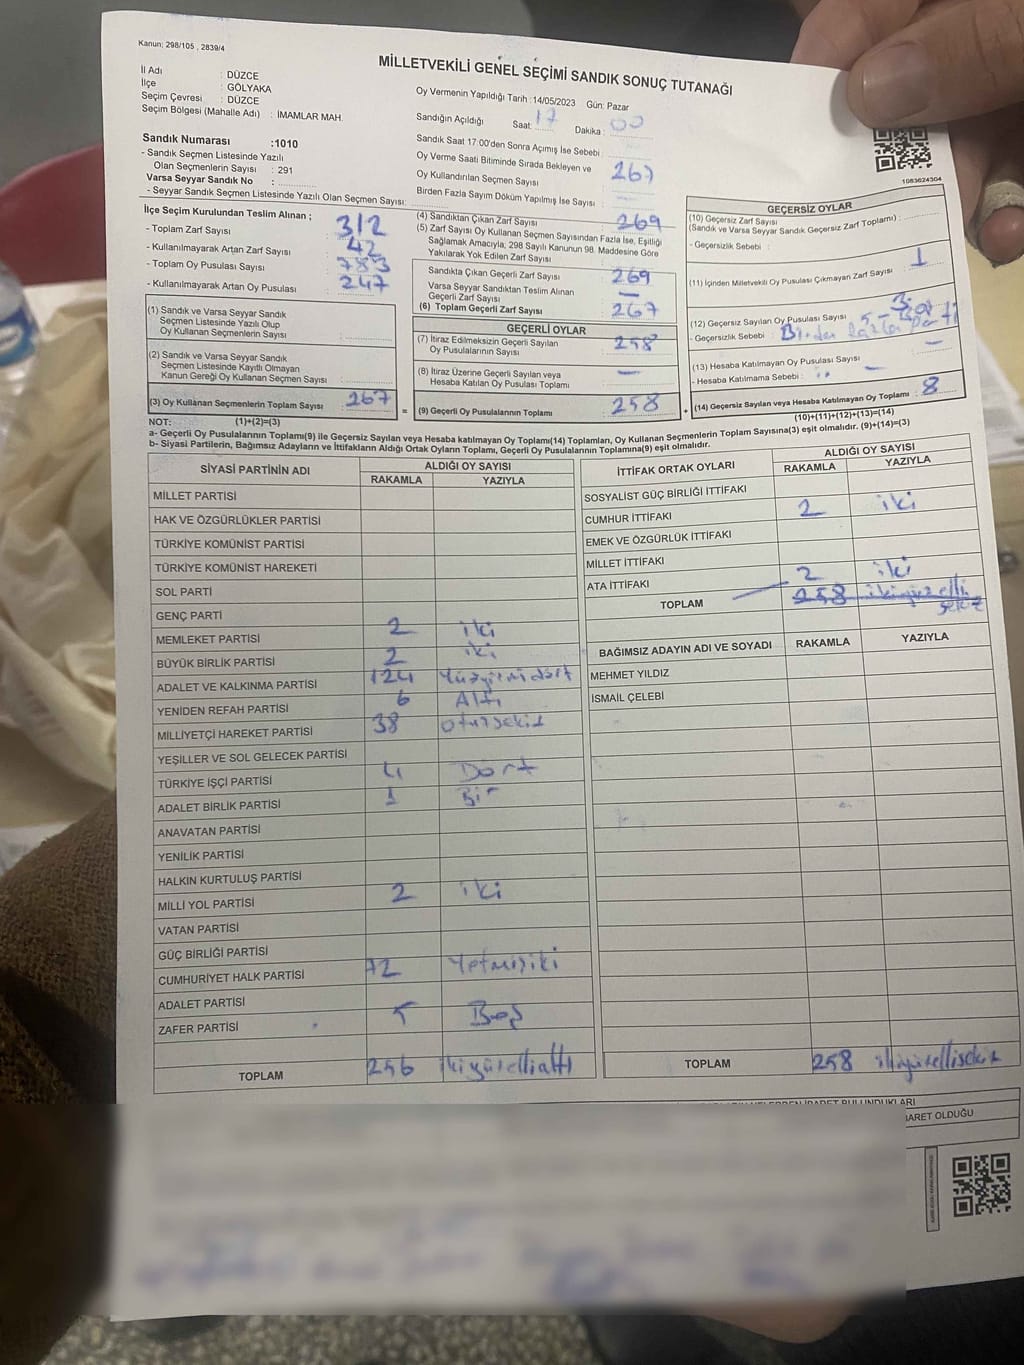 Kanun: 298/105 , 2839/4
MİLLETVEKİLİ GENEL SEÇİMİ SANDIK SONUÇ TUTANAĞI
İl Adı : DÜZCE
İlçe : GÖLYAKA
Seçim Çevresi : DÜZCE
Seçim Bölgesi (Mahalle Adı) : İMAMLAR MAH.
Sandık Numarası :1010
- Sandık Seçmen Listesinde Yazılı
Olan Seçmenlerin Sayısı : 291
Varsa Seyyar Sandık No :
- Seyyar Sandık Seçmen Listesinde Yazılı Olan Seçmen Sayısı:
Oy Vermenin Yapıldığı Tarih :14/05/2023 Gün: Pazar
Sandığın Açıldığı Saat: 17 Dakika : 00
Sandık Saat 17:00'den Sonra Açımış İse Sebebi :
Oy Verme Saati Bitiminde Sırada Bekleyen ve
Oy Kullandırılan Seçmen Sayısı 267
Birden Fazla Sayım Döküm Yapılmış İse Sayısı :
1083624304
İlçe Seçim Kurulundan Teslim Alınan ;
- Toplam Zarf Sayısı 312
- Kullanılmayarak Artan Zarf Sayısı 42
- Toplam Oy Pusulası Sayısı 783
- Kullanılmayarak Artan Oy Pusulası 247
(1) Sandık ve Varsa Seyyar Sandık
Seçmen Listesinde Yazılı Olup
Oy Kullanan Seçmenlerin Sayısı :
(2) Sandık ve Varsa Seyyar Sandık
Seçmen Listesinde Kayıtlı Olmayan
Kanun Gereği Oy Kullanan Seçmen Sayısı
(3) Oy Kullanan Seçmenlerin Toplam Sayısı 267
(4) Sandıktan Çıkan Zarf Sayısı 269
(5) Zarf Sayısı Oy Kullanan Seçmen Sayısından Fazla İse, Eşitliği
Sağlamak Amacıyla, 298 Sayılı Kanunun 98. Maddesine Göre
Yakılarak Yok Edilen Zarf Sayısı
Sandıkta Çıkan Geçerli Zarf Sayısı 269
Varsa Seyyar Sandıktan Teslim Alınan
Geçerli Zarf Sayısı —
(6) Toplam Geçerli Zarf Sayısı 267
GEÇERLİ OYLAR
(7) İtiraz Edilmeksizin Geçerli Sayılan
Oy Pusulalarının Sayısı 258
(8) İtiraz Üzerine Geçerli Sayılan veya
Hesaba Katılan Oy Pusulası Toplamı —
= (9) Geçerli Oy Pusulalarının Toplamı 258
GEÇERSİZ OYLAR
(10) Geçersiz Zarf Sayısı
(Sandık ve Varsa Seyyar Sandık Geçersiz Zarf Toplamı) :
- Geçersizlik Sebebi :
(11) İçinden Milletvekili Oy Pusulası Çıkmayan Zarf Sayısı 1
(12) Geçersiz Sayılan Oy Pusulası Sayısı
- Geçersizlik Sebebi : Birden fazla parti
(13) Hesaba Katılmayan Oy Pusulası Sayısı —
- Hesaba Katılmama Sebebi : —
+ (14) Geçersiz Sayılan veya Hesaba Katılmayan Oy Toplamı : 8
NOT: (1)+(2)=(3)
(10)+(11)+(12)+(13)=(14)
a- Geçerli Oy Pusulalarının Toplamı(9) ile Geçersiz Sayılan veya Hesaba katılmayan Oy Toplamı(14) Toplamları, Oy Kullanan Seçmenlerin Toplam Sayısına(3) eşit olmalıdır. (9)+(14)=(3)
b- Siyasi Partilerin, Bağımsız Adayların ve İttifakların Aldığı Ortak Oyların Toplamı, Geçerli Oy Pusulalarının Toplamına(9) eşit olmalıdır.
SİYASİ PARTİNİN ADI ALDIĞI OY SAYISI
RAKAMLA YAZIYLA
MİLLET PARTİSİ
HAK VE ÖZGÜRLÜKLER PARTİSİ
TÜRKİYE KOMÜNİST PARTİSİ
TÜRKİYE KOMÜNİST HAREKETİ
SOL PARTİ
GENÇ PARTİ
MEMLEKET PARTİSİ 2 iki
BÜYÜK BİRLİK PARTİSİ 2 iki
ADALET VE KALKINMA PARTİSİ 124 Yüzyirmidört
YENİDEN REFAH PARTİSİ 6 Altı
MİLLİYETÇİ HAREKET PARTİSİ 38 otuzsekiz
YEŞİLLER VE SOL GELECEK PARTİSİ
TÜRKİYE İŞÇİ PARTİSİ 4 Dört
ADALET BİRLİK PARTİSİ 1 Bir
ANAVATAN PARTİSİ
YENİLİK PARTİSİ
HALKIN KURTULUŞ PARTİSİ
MİLLİ YOL PARTİSİ 2 iki
VATAN PARTİSİ
GÜÇ BİRLİĞİ PARTİSİ
CUMHURİYET HALK PARTİSİ 72 Yetmişiki
ADALET PARTİSİ
ZAFER PARTİSİ 5 Beş
TOPLAM 256 ikiyüzelliattı
İTTİFAK ORTAK OYLARI ALDIĞI OY SAYISI
RAKAMLA YAZIYLA
SOSYALİST GÜÇ BİRLİĞİ İTTİFAKI
CUMHUR İTTİFAKI 2 iki
EMEK VE ÖZGÜRLÜK İTTİFAKI
MİLLET İTTİFAKI
ATA İTTİFAKI 2 iki
TOPLAM 258 ikiyüzelli sekiz
BAĞIMSIZ ADAYIN ADI VE SOYADI RAKAMLA YAZIYLA
MEHMET YILDIZ
İSMAİL ÇELEBİ
TOPLAM 258 ikiyüzellisekiz
BARET OLDUĞU